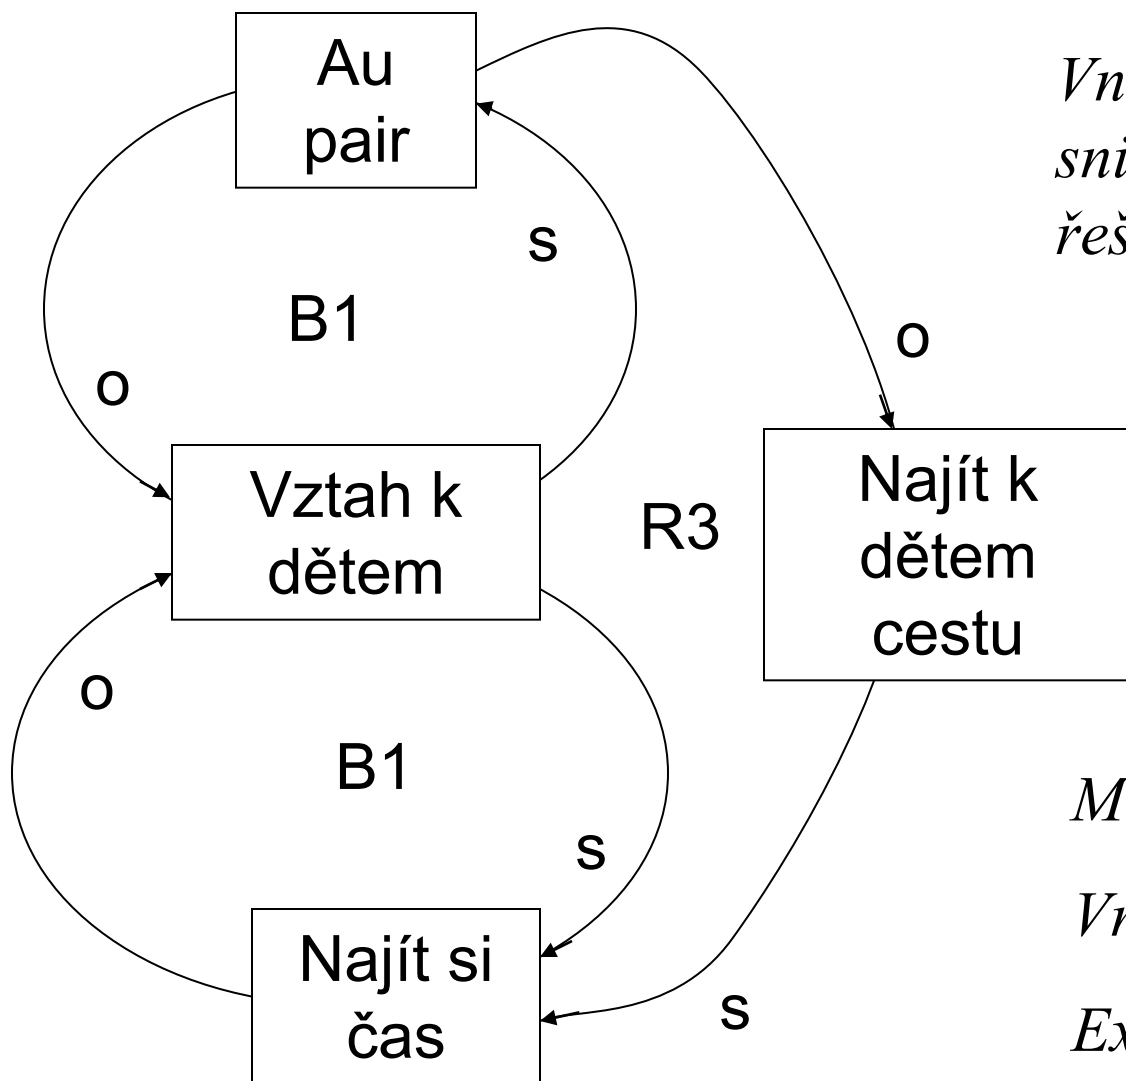 Au
pair
s
B1
o
o
Vztah k
dětem
R3
Najít k
dětem
cestu
o
B1
s
Najít si
čas
s